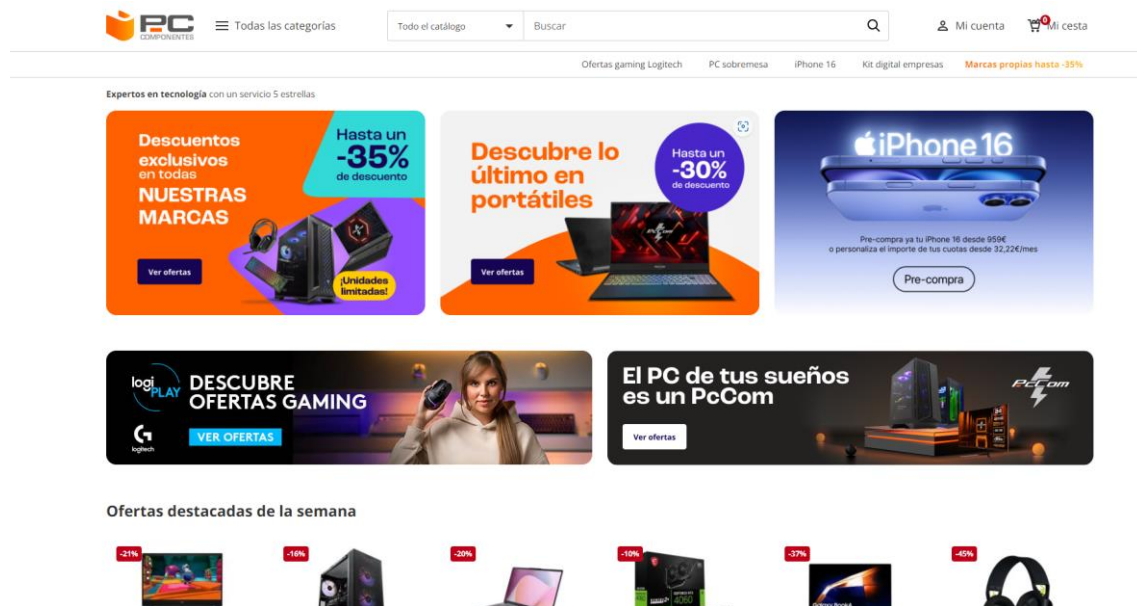 PC
COMPONENTES
Todas las categorías
Todo el catálogo
Buscar
Mi cuenta
0
Mi cesta
Ofertas gaming Logitech
PC sobremesa
iPhone 16
Kit digital empresas
Marcas propias hasta -35%
Expertos en tecnología con un servicio 5 estrellas
Descuentos
exclusivos
en todas
NUESTRAS
MARCAS
Hasta un
-35%
de descuento
Ver ofertas
¡Unidades
limitadas!
Descubre lo
último en
portátiles
Hasta un
-30%
de descuento
Ver ofertas
iPhone 16
Pre-compra ya tu iPhone 16 desde 959€
o personaliza el importe de tus cuotas desde 32,22€/mes
Pre-compra
logi
PLAY
DESCUBRE
OFERTAS GAMING
logitech
VER OFERTAS
El PC de tus sueños
es un PcCom
Ver ofertas
PcCom
Ofertas destacadas de la semana
-21%
-16%
-20%
-10%
-37%
-45%
4060
Galaxy Book4